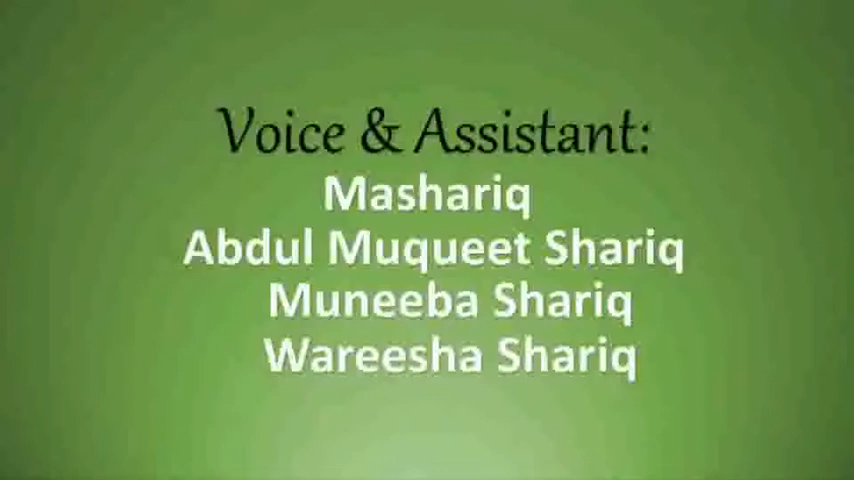 Voice & Assistant:
Mashariq
Abdul Muqueet Shariq
Muneeba Shariq
Wareesha Shariq